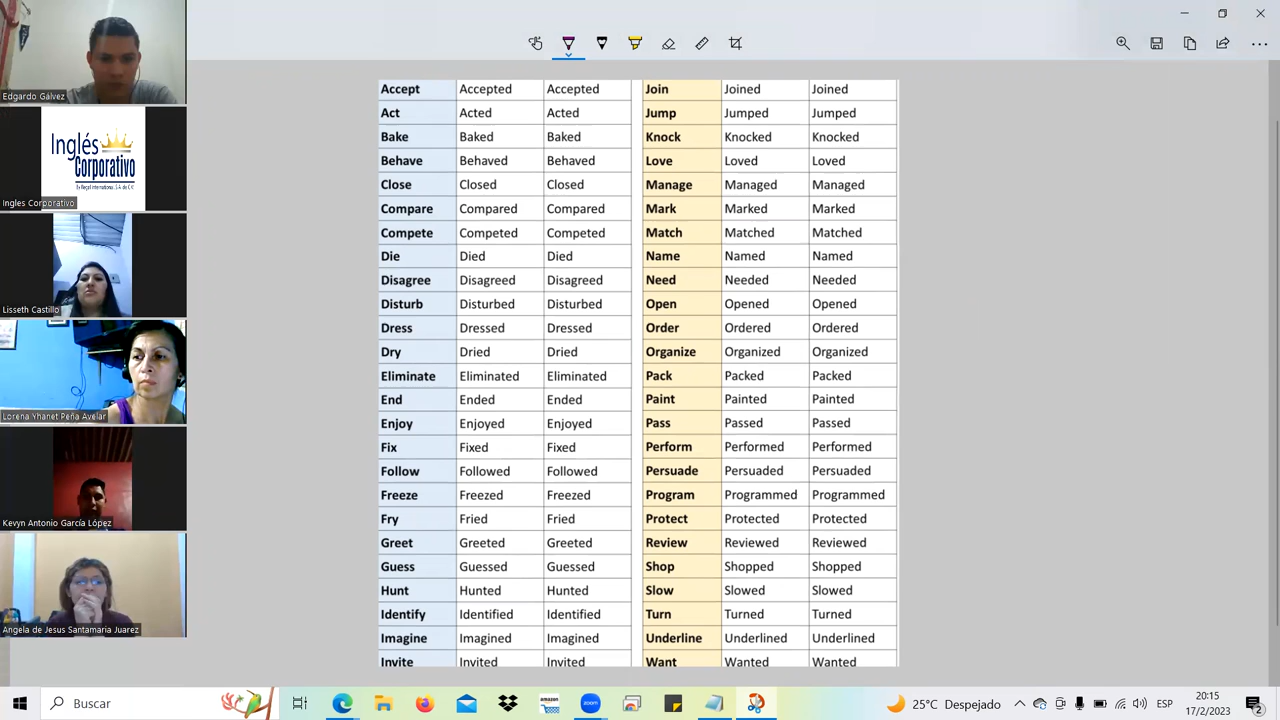 Edgardo Gálvez
Inglés
Corporativo
By Regal International, S.A. de C.V.
Ingles Corporativo
Lisseth Castillo
Lorena Yhanet Peña Avelar
Kevyn Antonio García López
Angela de Jesus Santamaria Juarez
Accept Accepted Accepted
Act Acted Acted
Bake Baked Baked
Behave Behaved Behaved
Close Closed Closed
Compare Compared Compared
Compete Competed Competed
Die Died Died
Disagree Disagreed Disagreed
Disturb Disturbed Disturbed
Dress Dressed Dressed
Dry Dried Dried
Eliminate Eliminated Eliminated
End Ended Ended
Enjoy Enjoyed Enjoyed
Fix Fixed Fixed
Follow Followed Followed
Freeze Freezed Freezed
Fry Fried Fried
Greet Greeted Greeted
Guess Guessed Guessed
Hunt Hunted Hunted
Identify Identified Identified
Imagine Imagined Imagined
Invite Invited Invited
Join Joined Joined
Jump Jumped Jumped
Knock Knocked Knocked
Love Loved Loved
Manage Managed Managed
Mark Marked Marked
Match Matched Matched
Name Named Named
Need Needed Needed
Open Opened Opened
Order Ordered Ordered
Organize Organized Organized
Pack Packed Packed
Paint Painted Painted
Pass Passed Passed
Perform Performed Performed
Persuade Persuaded Persuaded
Program Programmed Programmed
Protect Protected Protected
Review Reviewed Reviewed
Shop Shopped Shopped
Slow Slowed Slowed
Turn Turned Turned
Underline Underlined Underlined
Want Wanted Wanted
Buscar
amazon
zoom
25°C Despejado
ESP
20:15
17/2/2023
2